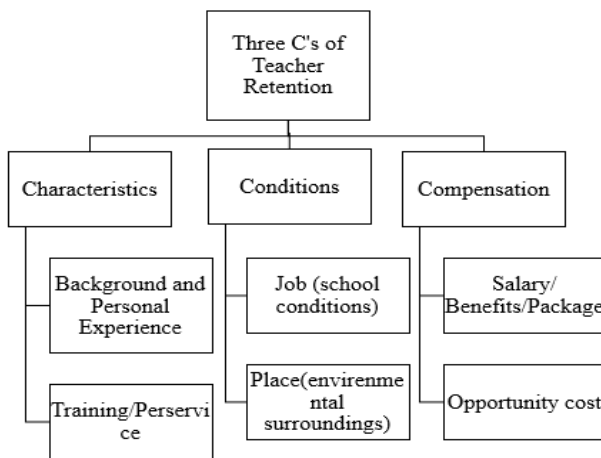 Three C's of
Teacher
Retention
Characteristics
Conditions
Compensation
Background and
Personal
Experience
Training/Perservi
ce
Job (school
conditions)
Place(envirenme
ntal
surroundings)
Salary/
Benefits/Package
Opportunity cost